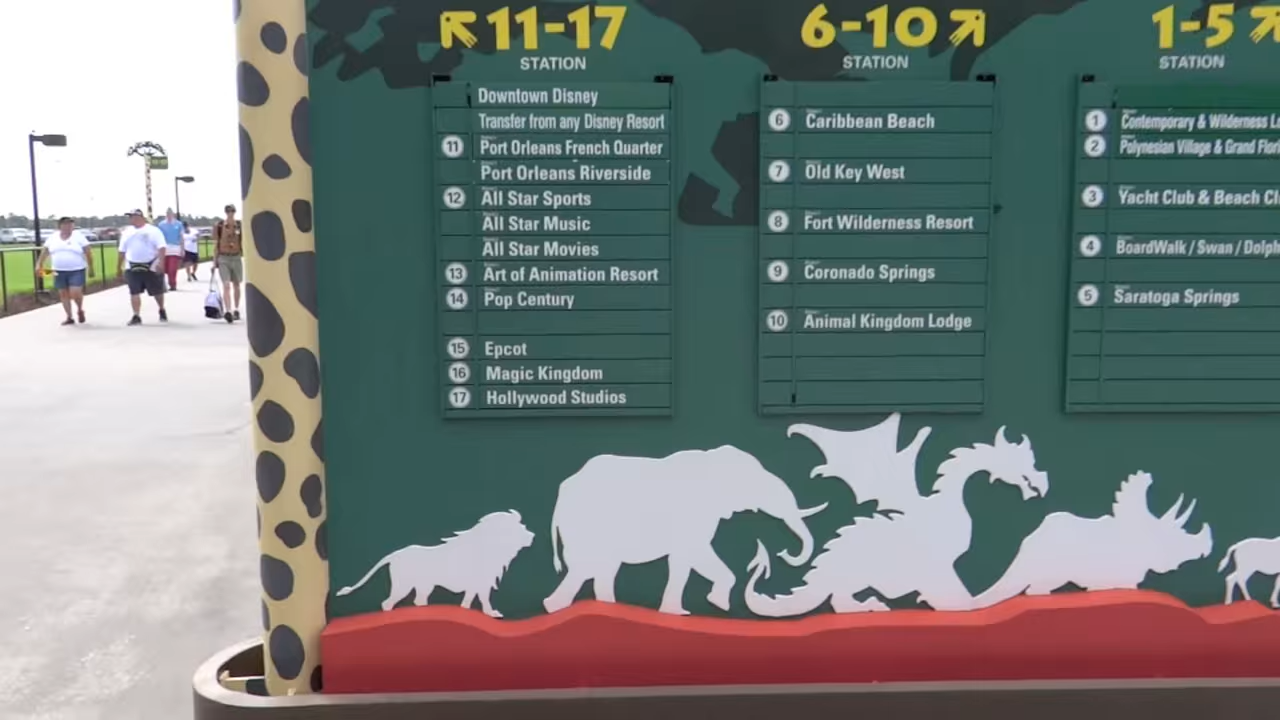 11-17
STATION
Downtown Disney
Transfer from any Disney Resort
11 Port Orleans French Quarter
Port Orleans Riverside
12 All Star Sports
All Star Music
All Star Movies
13 Art of Animation Resort
14 Pop Century
15 Epcot
16 Magic Kingdom
17 Hollywood Studios
6-10
STATION
6 Caribbean Beach
7 Old Key West
8 Fort Wilderness Resort
9 Coronado Springs
10 Animal Kingdom Lodge
1-5
STATION
1 Contemporary & Wilderness
2 Polynesian Village & Grand
3 Yacht Club & Beach
4 BoardWalk / Swan /
5 Saratoga Springs